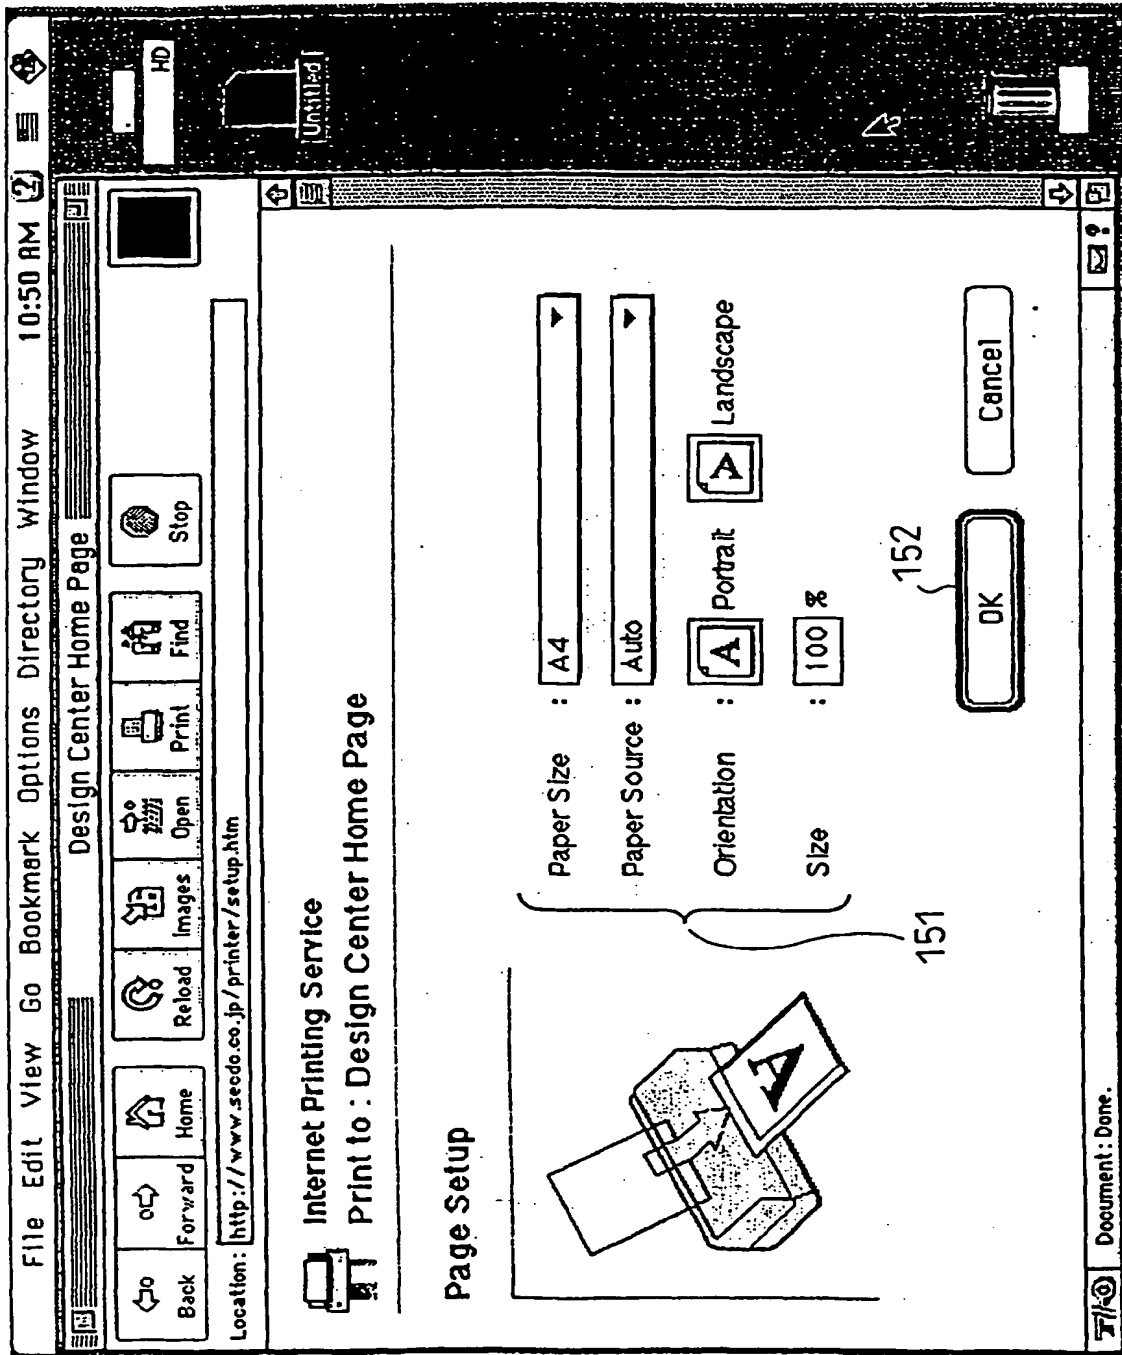 File Edit View Go Bookmark Options Directory Window 10:50 AM
Design Center Home Page
HD
Untitled
Back Forward Home Reload Images Open Print Find Stop
Location: http://www.secdo.co.jp/printer/setup.htm
Internet Printing Service
Print to : Design Center Home Page
Page Setup
Paper Size : A4
Paper Source : Auto
Orientation : A Portrait A Landscape
Size : 100 %
A
151
152
OK Cancel
Document: Done.
?